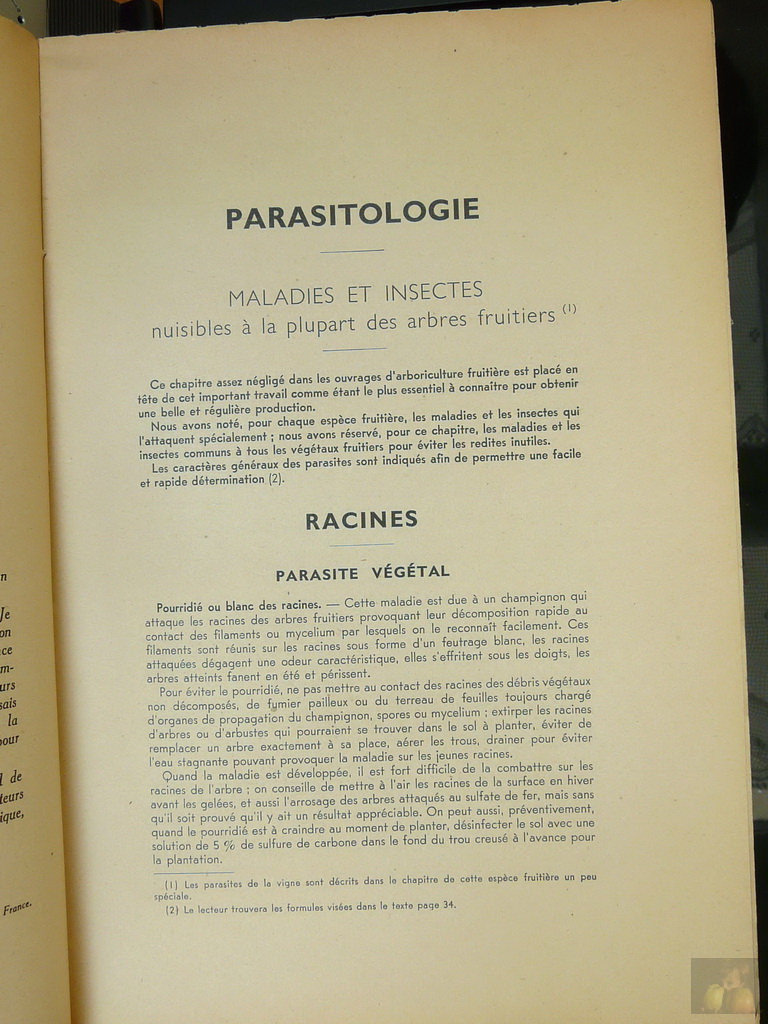 n
Je
on
ce
m-
urs
sais
la
pour
l de
teurs
ique,
France.
PARASITOLOGIE
MALADIES ET INSECTES
nuisibles à la plupart des arbres fruitiers (1)
Ce chapitre assez négligé dans les ouvrages d'arboriculture fruitière est placé en
tête de cet important travail comme étant le plus essentiel à connaître pour obtenir
une belle et régulière production.
Nous avons noté, pour chaque espèce fruitière, les maladies et les insectes qui
l'attaquent spécialement ; nous avons réservé, pour ce chapitre, les maladies et les
insectes communs à tous les végétaux fruitiers pour éviter les redites inutiles.
Les caractères généraux des parasites sont indiqués afin de permettre une facile
et rapide détermination (2).
RACINES
PARASITE VÉGÉTAL
Pourridié ou blanc des racines. — Cette maladie est due à un champignon qui
attaque les racines des arbres fruitiers provoquant leur décomposition rapide au
contact des filaments ou mycelium par lesquels on le reconnaît facilement. Ces
filaments sont réunis sur les racines sous forme d'un feutrage blanc, les racines
attaquées dégagent une odeur caractéristique, elles s'effritent sous les doigts, les
arbres atteints fanent en été et périssent.
Pour éviter le pourridié, ne pas mettre au contact des racines des débris végétaux
non décomposés, de fumier pailleux ou du terreau de feuilles toujours chargé
d'organes de propagation du champignon, spores ou mycelium ; extirper les racines
d'arbres ou d'arbustes qui pourraient se trouver dans le sol à planter, éviter de
remplacer un arbre exactement à sa place, aérer les trous, drainer pour éviter
l'eau stagnante pouvant provoquer la maladie sur les jeunes racines.
Quand la maladie est développée, il est fort difficile de la combattre sur les
racines de l'arbre ; on conseille de mettre à l'air les racines de la surface en hiver
avant les gelées, et aussi l'arrosage des arbres attaqués au sulfate de fer, mais sans
qu'il soit prouvé qu'il y ait un résultat appréciable. On peut aussi, préventivement,
quand le pourridié est à craindre au moment de planter, désinfecter le sol avec une
solution de 5 % de sulfure de carbone dans le fond du trou creusé à l'avance pour
la plantation.
(1) Les parasites de la vigne sont décrits dans le chapitre de cette espèce fruitière un peu
spéciale.
(2) Le lecteur trouvera les formules visées dans le texte page 34.